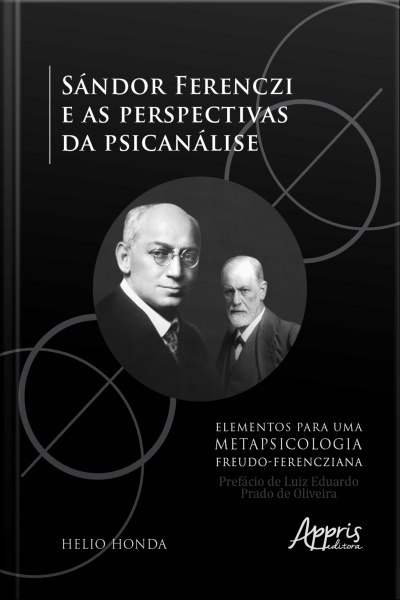 SÁNDOR FERENCZI
E AS PERSPECTIVAS
DA PSICANÁLISE
ELEMENTOS PARA UMA
METAPSICOLOGIA
FREUDO-FERENCZIANA
Prefácio de Luiz Eduardo
Prado de Oliveira
HELIO HONDA
Appris
editora